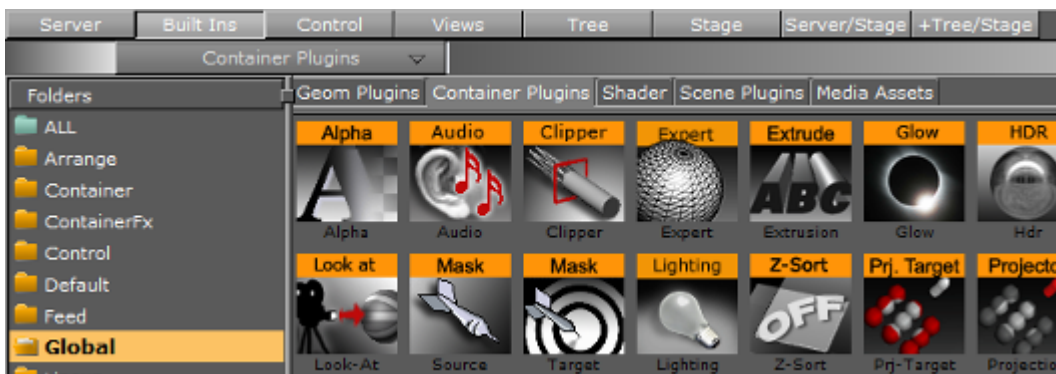 Server Built Ins Control Views Tree Stage Server/Stage +Tree/Stage
Container Plugins
Folders
Geom Plugins Container Plugins Shader Scene Plugins Media Assets
ALL
Arrange
Container
ContainerFx
Control
Default
Feed
Global
Alpha Audio Clipper Expert Extrude Glow HDR
ABC
Alpha Audio Clipper Expert Extrusion Glow Hdr
Look at Mask Mask Lighting Z-Sort Prj. Target
OFF
Look-At Source Target Lighting Z-Sort Prj-Target